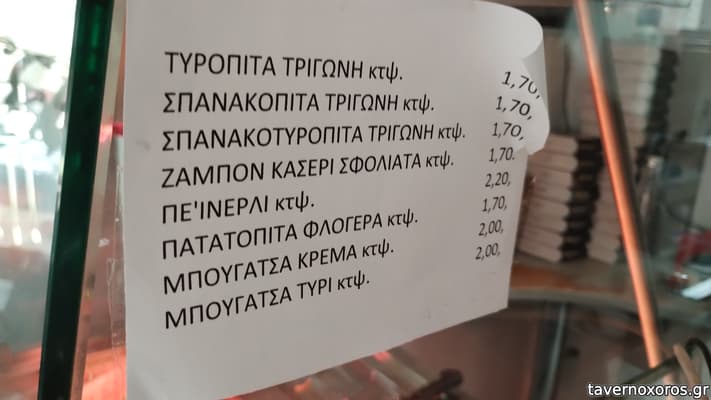 ΤΥΡΟΠΙΤΑ ΤΡΙΓΩΝΗ κτψ. 1,70,
ΣΠΑΝΑΚΟΠΙΤΑ ΤΡΙΓΩΝΗ κτψ. 1,70,
ΣΠΑΝΑΚΟΤΥΡΟΠΙΤΑ ΤΡΙΓΩΝΗ κτψ. 1,70,
ΖΑΜΠΟΝ ΚΑΣΕΡΙ ΣΦΟΛΙΑΤΑ κτψ. 1,70.
ΠΕ'ΙΝΕΡΛΙ κτψ. 2,20,
ΠΑΤΑΤΟΠΙΤΑ ΦΛΟΓΕΡΑ κτψ. 1,70,
ΜΠΟΥΓΑΤΣΑ ΚΡΕΜΑ κτψ. 2,00,
ΜΠΟΥΓΑΤΣΑ ΤΥΡΙ κτψ. 2,00,
tavernoxoros.gr